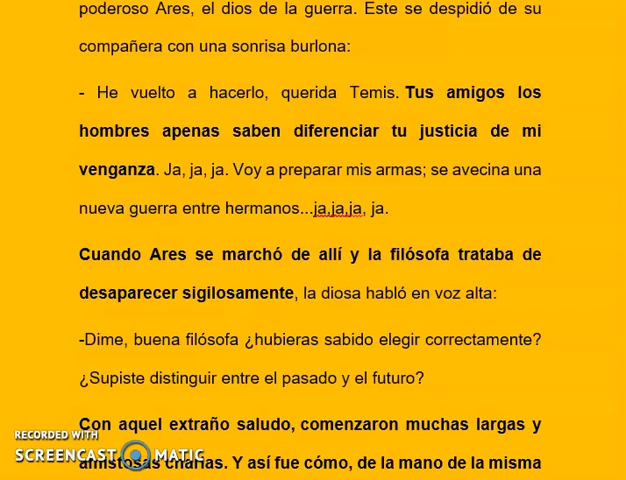 poderoso Ares, el dios de la guerra. Este se despidió de su
compañera con una sonrisa burlona:
- He vuelto a hacerlo, querida Temis. Tus amigos los
hombres apenas saben diferenciar tu justicia de mi
venganza. Ja, ja, ja. Voy a preparar mis armas; se avecina una
nueva guerra entre hermanos...ja,ja,ja, ja.
Cuando Ares se marchó de allí y la filósofa trataba de
desaparecer sigilosamente, la diosa habló en voz alta:
-Dime, buena filósofa ¿hubieras sabido elegir correctamente?
¿Supiste distinguir entre el pasado y el futuro?
Con aquel extraño saludo, comenzaron muchas largas y
amistosas charlas. Y así fue cómo, de la mano de la misma
RECORDED WITH
SCREENCAST MATIC